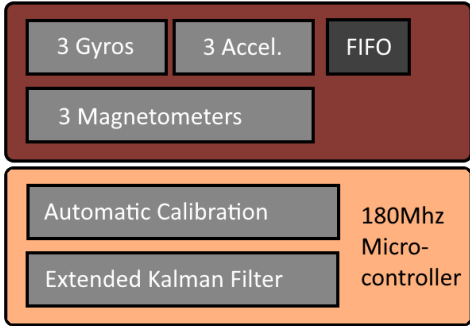 3 Gyros
3 Accel.
FIFO
3 Magnetometers
Automatic Calibration
Extended Kalman Filter
180Mhz
Micro-
controller